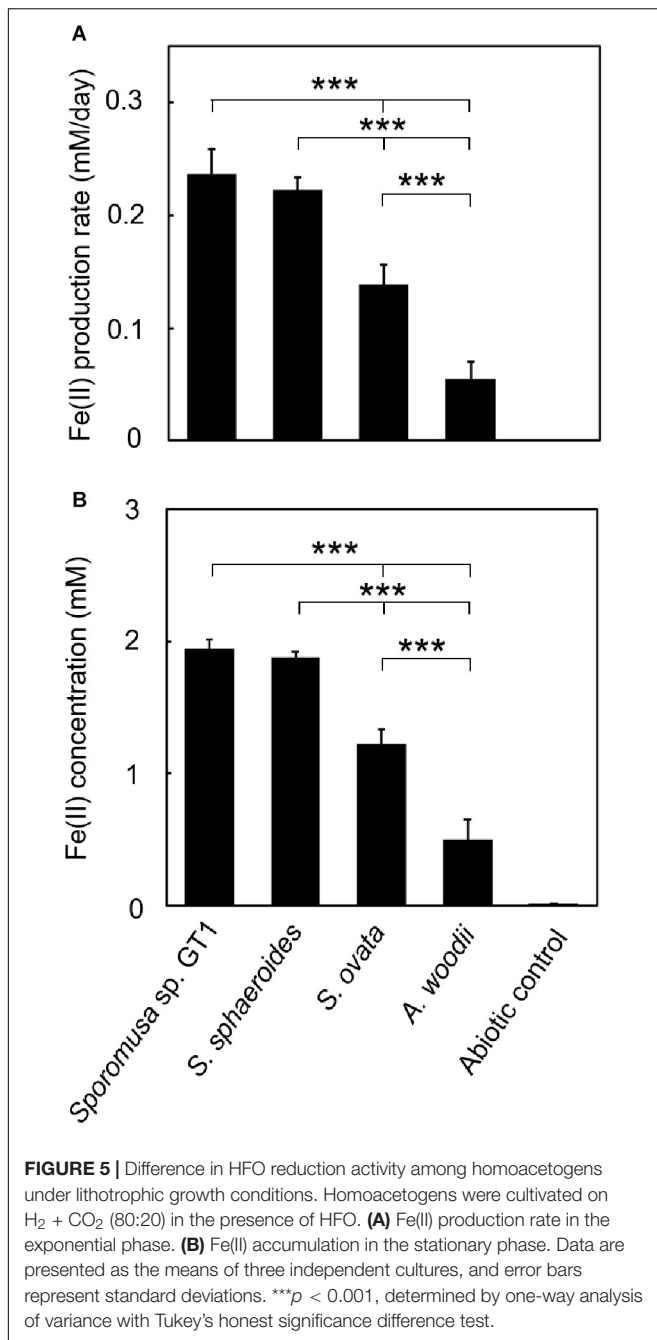 A
Fe(II) production rate (mM/day)
0.3
0.2
0.1
0
***
***
***
B
Fe(II) concentration (mM)
3
2
1
0
***
***
***
Sporomusa sp. GT1
S. sphaeroides
S. ovata
A. woodii
Abiotic control
FIGURE 5 | Difference in HFO reduction activity among homoacetogens
under lithotrophic growth conditions. Homoacetogens were cultivated on
H₂ + CO₂ (80:20) in the presence of HFO. (A) Fe(II) production rate in the
exponential phase. (B) Fe(II) accumulation in the stationary phase. Data are
presented as the means of three independent cultures, and error bars
represent standard deviations. ***p < 0.001, determined by one-way analysis
of variance with Tukey's honest significance difference test.